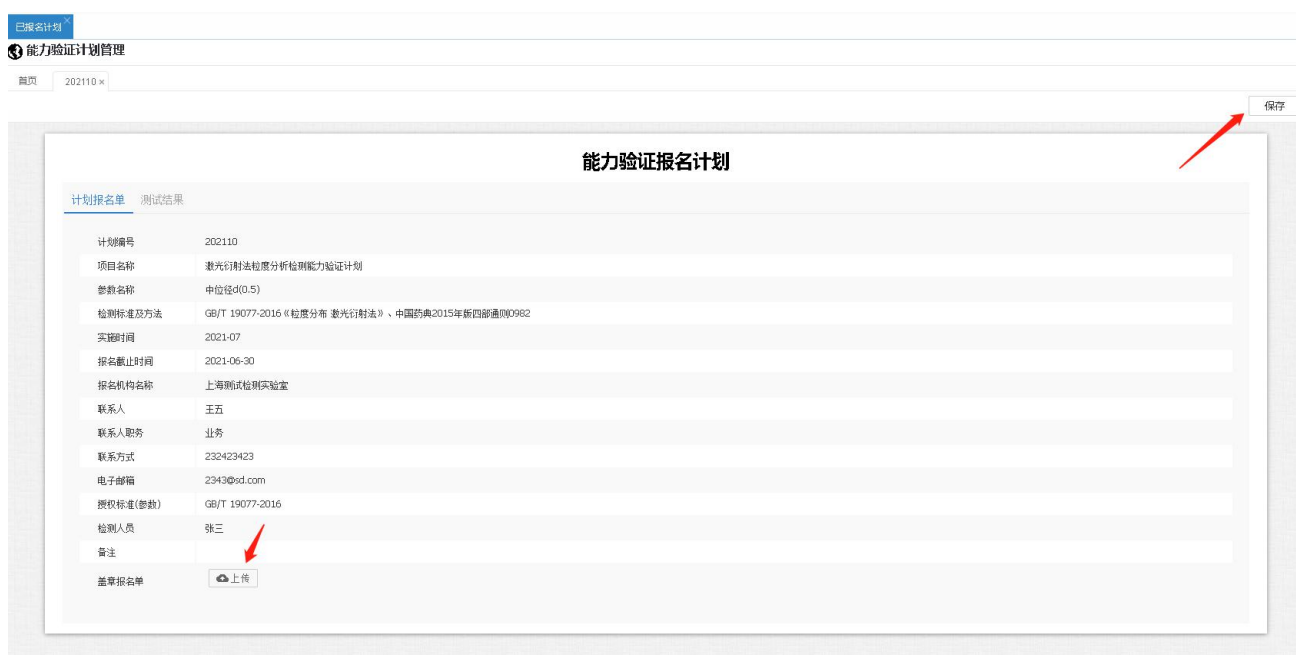 已报名计划 ×
能力验证计划管理
首页 202110 ×
保存
能力验证报名计划
计划报名单 测试结果
计划编号 202110
项目名称 激光衍射法粒度分析检测能力验证计划
参数名称 中位径d(0.5)
检测标准及方法 GB/T 19077-2016《粒度分布 激光衍射法》、中国药典2015年版四部通则0982
实施时间 2021-07
报名截止时间 2021-06-30
报名机构名称 上海测试检测实验室
联系人 王五
联系人职务 业务
联系方式 232423423
电子邮箱 2343@sd.com
授权标准(参数) GB/T 19077-2016
检测人员 张三
备注
盖章报名单 上传